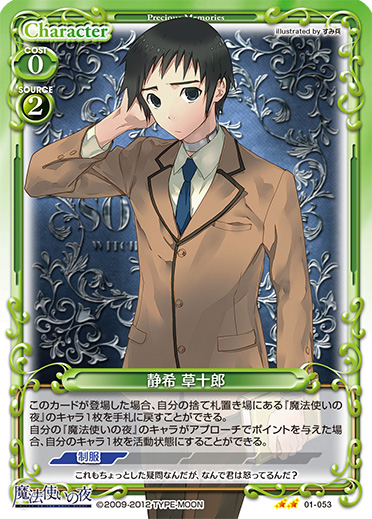 Precious Memories
Character
illustrated by すみ兵
COST
0
SOURCE
2
WITCH
静希 草十郎
このカードが登場した場合、自分の捨て札置き場にある『魔法使いの
夜』のキャラ1枚を手札に戻すことができる。
自分の『魔法使いの夜』のキャラがアプローチでポイントを与えた場
合、自分のキャラ1枚を活動状態にすることができる。
制服
これもちょっとした疑問なんだが、なんで君は怒ってるんだ?
魔法使いの夜
©2009-2012 TYPE-MOON
01-053